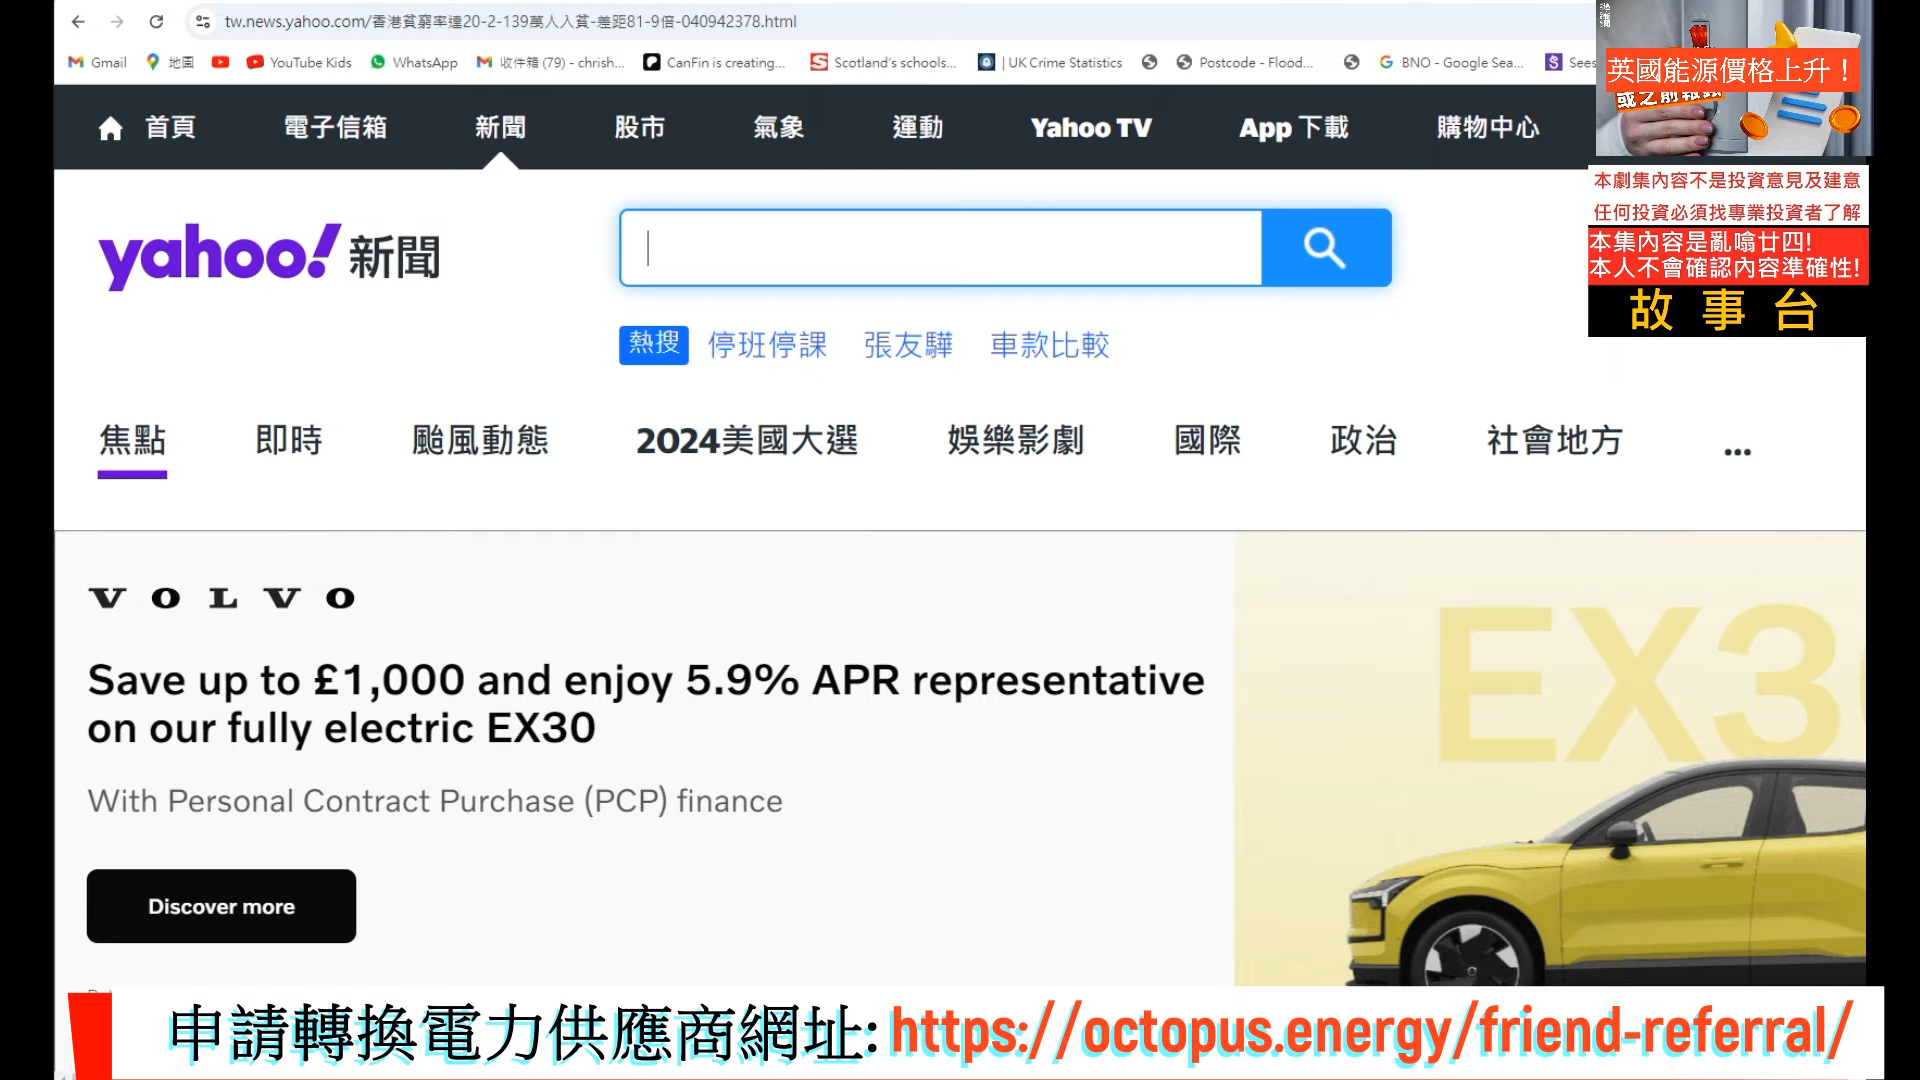 tw.news.yahoo.com/香港貧窮率達20-2-139萬人入貧-差距81-9倍-040942378.html
Gmail 地圖 YouTube Kids WhatsApp 收件箱 (79) - chrish... CanFin is creating... Scotland's schools... | UK Crime Statistics Postcode - Flood... BNO - Google Sea... Sees
英國能源價格上升！
首頁 電子信箱 新聞 股市 氣象 運動 Yahoo TV App 下載 購物中心
本劇集內容不是投資意見及建意
任何投資必須找專業投資者了解
本集內容是亂噏廿四!
本人不會確認內容準確性!
故事台
yahoo!新聞
熱搜 停班停課 張友驊 車款比較
焦點 即時 颱風動態 2024美國大選 娛樂影劇 國際 政治 社會地方 ...
VOLVO
Save up to £1,000 and enjoy 5.9% APR representative
on our fully electric EX30
With Personal Contract Purchase (PCP) finance
Discover more
EX30
申請轉換電力供應商網址: https://octopus.energy/friend-referral/